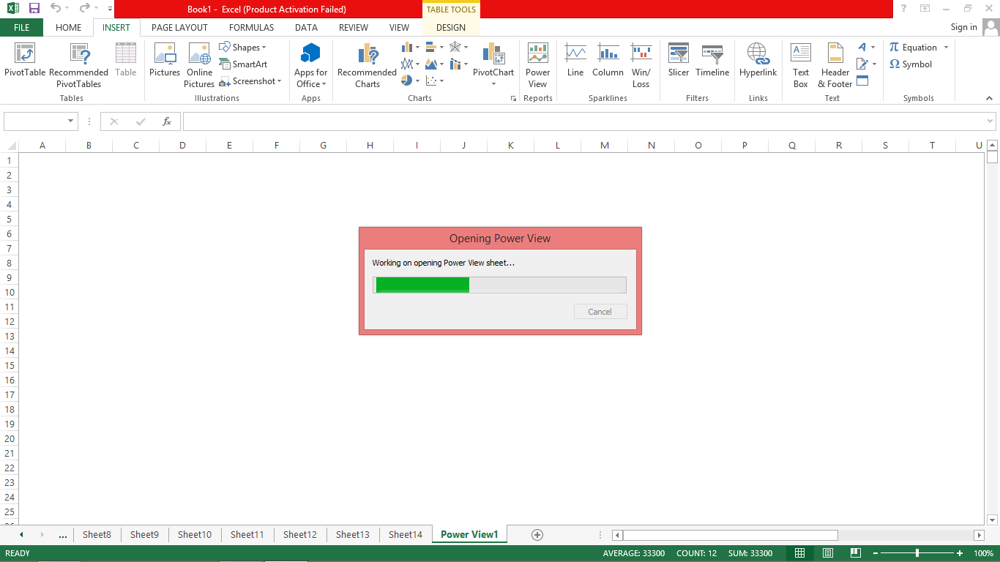 Book1 - Excel (Product Activation Failed)
TABLE TOOLS
FILE HOME INSERT PAGE LAYOUT FORMULAS DATA REVIEW VIEW DESIGN Sign in
PivotTable
Recommended
PivotTables
Table
Tables
Pictures
Online
Pictures
Shapes
SmartArt
Screenshot
Illustrations
Apps for
Office
Apps
Recommended
Charts
PivotChart
Charts
Power
View
Reports
Line
Column
Win/
Loss
Sparklines
Slicer
Timeline
Filters
Hyperlink
Links
Text
Box
Header
& Footer
Text
π Equation
Ω Symbol
Symbols
fx
A B C D E F G H I J K L M N O P Q R S T U
1
2
3
4
5
6
7
8
9
10
11
12
13
14
15
16
17
18
19
20
21
22
23
24
25
Opening Power View
Working on opening Power View sheet...
Cancel
... Sheet8 Sheet9 Sheet10 Sheet11 Sheet12 Sheet13 Sheet14 Power View1
READY AVERAGE: 33300 COUNT: 12 SUM: 33300 100%